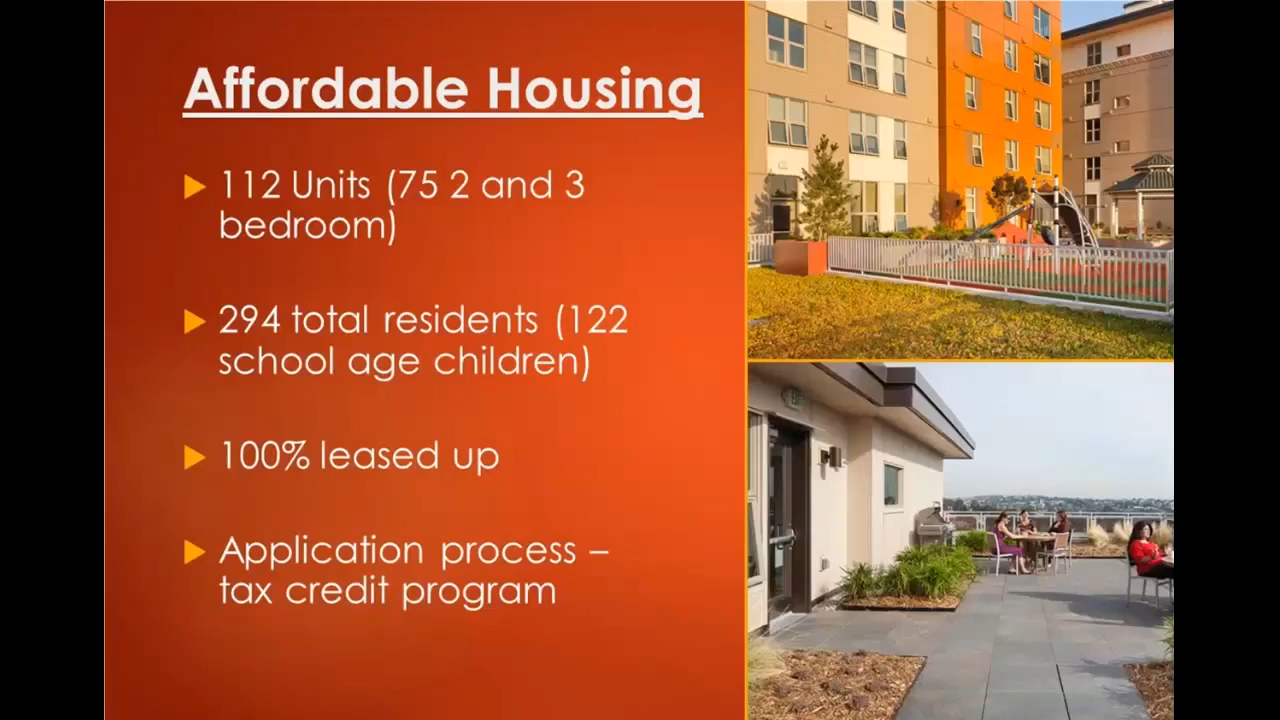 Affordable Housing
112 Units (75 2 and 3
bedroom)
294 total residents (122
school age children)
100% leased up
Application process –
tax credit program